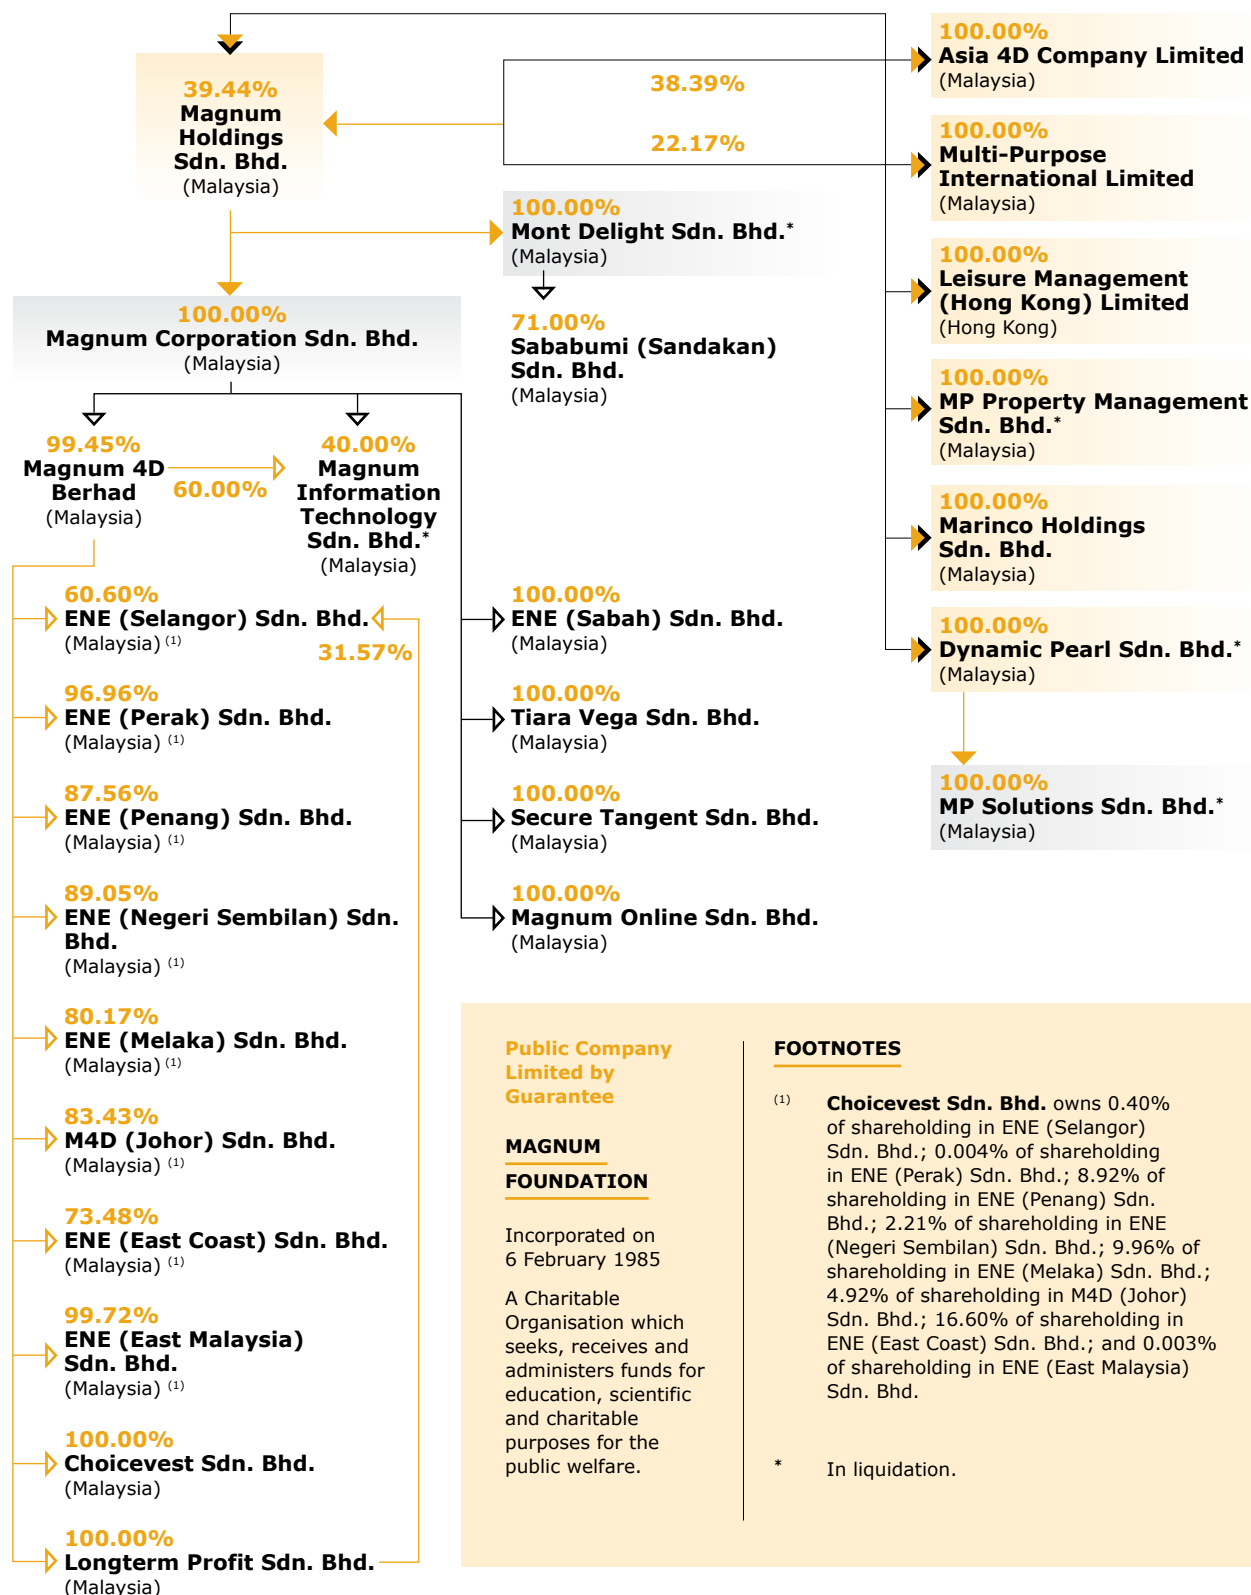 39.44%
Magnum
Holdings
Sdn. Bhd.
(Malaysia)
38.39%
22.17%
100.00%
Asia 4D Company Limited
(Malaysia)
100.00%
Multi-Purpose
International Limited
(Malaysia)
100.00%
Leisure Management
(Hong Kong) Limited
(Hong Kong)
100.00%
MP Property Management
Sdn. Bhd.*
(Malaysia)
100.00%
Marinco Holdings
Sdn. Bhd.
(Malaysia)
100.00%
Dynamic Pearl Sdn. Bhd.*
(Malaysia)
100.00%
MP Solutions Sdn. Bhd.*
(Malaysia)
100.00%
Mont Delight Sdn. Bhd.*
(Malaysia)
71.00%
Sababumi (Sandakan)
Sdn. Bhd.
(Malaysia)
100.00%
Magnum Corporation Sdn. Bhd.
(Malaysia)
99.45%
Magnum 4D
Berhad
(Malaysia)
60.00%
40.00%
Magnum
Information
Technology
Sdn. Bhd.*
(Malaysia)
60.60%
ENE (Selangor) Sdn. Bhd.
(Malaysia) (1)
31.57%
96.96%
ENE (Perak) Sdn. Bhd.
(Malaysia) (1)
87.56%
ENE (Penang) Sdn. Bhd.
(Malaysia) (1)
89.05%
ENE (Negeri Sembilan) Sdn.
Bhd.
(Malaysia) (1)
80.17%
ENE (Melaka) Sdn. Bhd.
(Malaysia) (1)
83.43%
M4D (Johor) Sdn. Bhd.
(Malaysia) (1)
73.48%
ENE (East Coast) Sdn. Bhd.
(Malaysia) (1)
99.72%
ENE (East Malaysia)
Sdn. Bhd.
(Malaysia) (1)
100.00%
Choicevest Sdn. Bhd.
(Malaysia)
100.00%
Longterm Profit Sdn. Bhd.
(Malaysia)
100.00%
ENE (Sabah) Sdn. Bhd.
(Malaysia)
100.00%
Tiara Vega Sdn. Bhd.
(Malaysia)
100.00%
Secure Tangent Sdn. Bhd.
(Malaysia)
100.00%
Magnum Online Sdn. Bhd.
(Malaysia)
Public Company
Limited by
Guarantee
MAGNUM
FOUNDATION
Incorporated on
6 February 1985
A Charitable
Organisation which
seeks, receives and
administers funds for
education, scientific
and charitable
purposes for the
public welfare.
FOOTNOTES
(1) Choicevest Sdn. Bhd. owns 0.40%
of shareholding in ENE (Selangor)
Sdn. Bhd.; 0.004% of shareholding
in ENE (Perak) Sdn. Bhd.; 8.92% of
shareholding in ENE (Penang) Sdn.
Bhd.; 2.21% of shareholding in ENE
(Negeri Sembilan) Sdn. Bhd.; 9.96% of
shareholding in ENE (Melaka) Sdn. Bhd.;
4.92% of shareholding in M4D (Johor)
Sdn. Bhd.; 16.60% of shareholding in
ENE (East Coast) Sdn. Bhd.; and 0.003%
of shareholding in ENE (East Malaysia)
Sdn. Bhd.
* In liquidation.